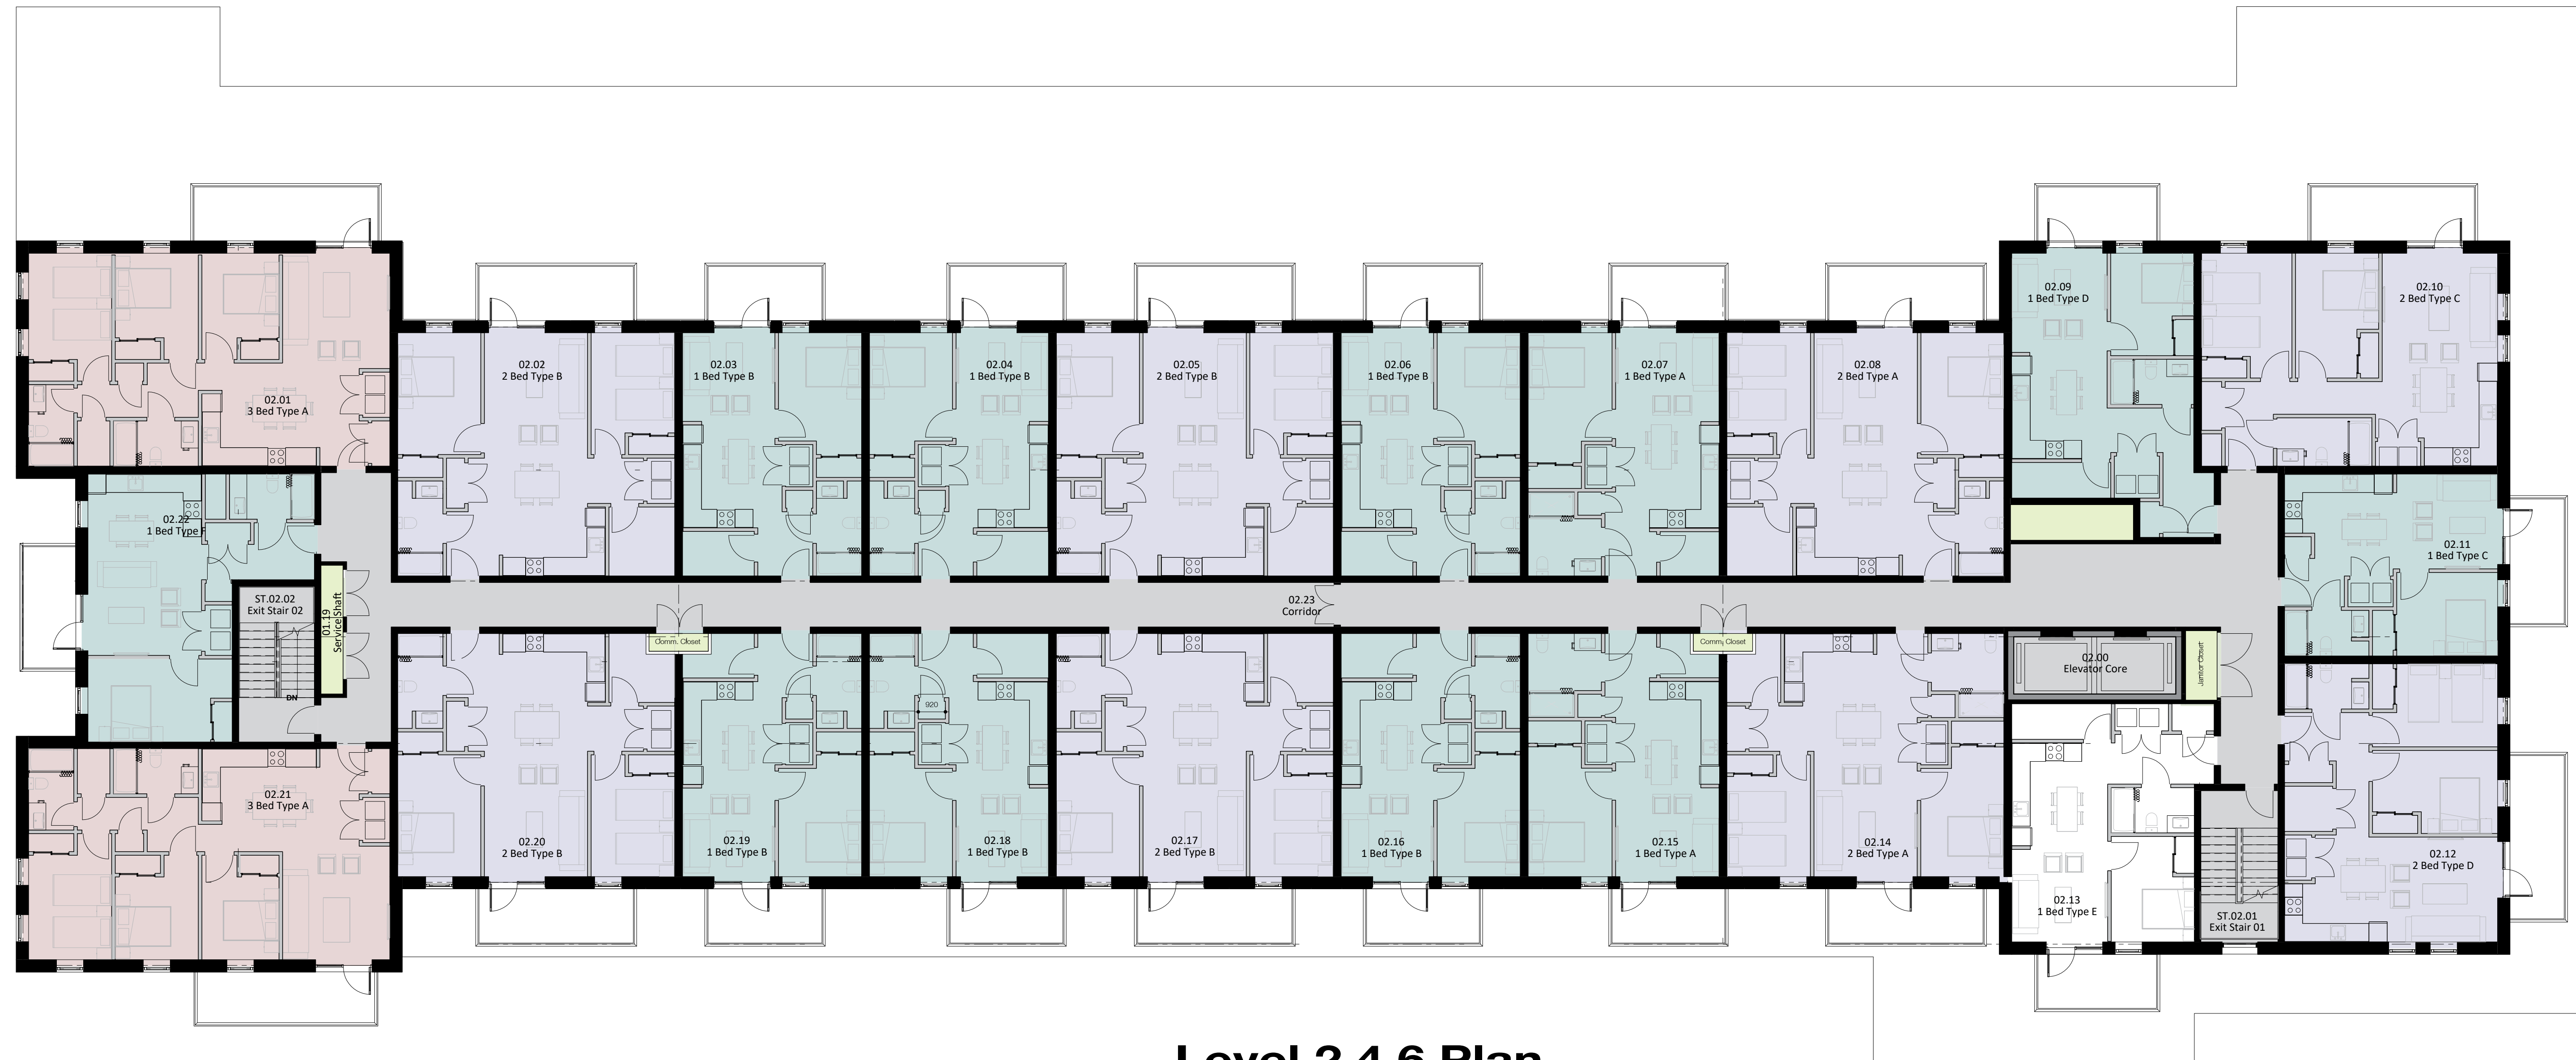 02.09
1 Bed Type D
02.10
2 Bed Type C
02.02
2 Bed Type B
02.03
1 Bed Type B
02.04
1 Bed Type B
02.05
2 Bed Type B
02.06
1 Bed Type B
02.07
1 Bed Type A
02.08
2 Bed Type A
02.01
3 Bed Type A
02.22
1 Bed Type F
02.11
1 Bed Type C
ST.02.02
Exit Stair 02
01.19
Service Shaft
02.23
Corridor
Comm. Closet
Comm. Closet
02.00
Elevator Core
Janitor Closet
DN
920
02.21
3 Bed Type A
02.20
2 Bed Type B
02.19
1 Bed Type B
02.18
1 Bed Type B
02.17
2 Bed Type B
02.16
1 Bed Type B
02.15
1 Bed Type A
02.14
2 Bed Type A
02.12
2 Bed Type D
02.13
1 Bed Type E
ST.02.01
Exit Stair 01
Level 2,4,6 Plan